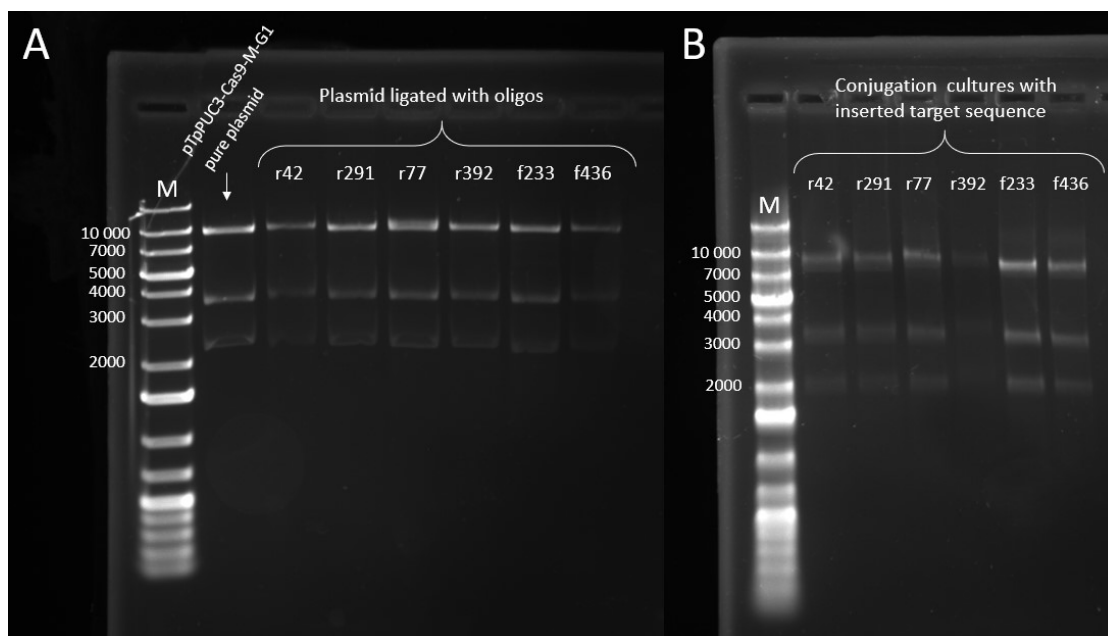 A
pTpPUC3-Cas9-M-G1
pure plasmid
Plasmid ligated with oligos
M
r42 r291 r77 r392 f233 f436
10 000
7000
5000
4000
3000
2000
B
Conjugation cultures with
inserted target sequence
r42 r291 r77 r392 f233 f436
M
10 000
7000
5000
4000
3000
2000